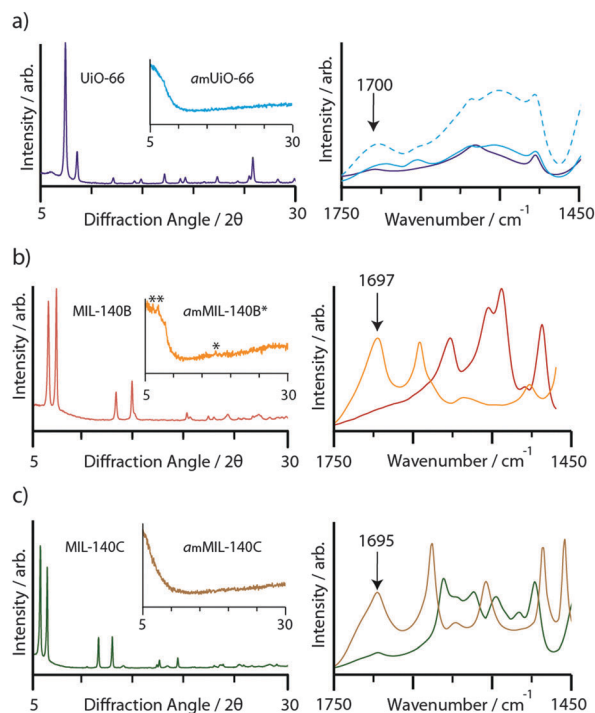 a)
Intensity / arb.
UiO-66
amUiO-66
5
30
5
30
Diffraction Angle / 2θ
Intensity / arb.
1700
1750
1450
Wavenumber / cm-1
b)
Intensity / arb.
MIL-140B
amMIL-140B*
**
*
5
30
5
30
Diffraction Angle / 2θ
Intensity / arb.
1697
1750
1450
Wavenumber / cm-1
c)
Intensity / arb.
MIL-140C
amMIL-140C
5
30
5
30
Diffraction Angle / 2θ
Intensity / arb.
1695
1750
1450
Wavenumber / cm-1